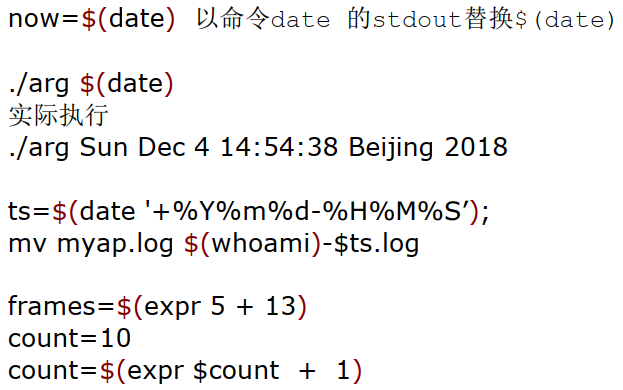 now=$(date) 以命令date 的stdout替换$(date)
./arg $(date)
实际执行
./arg Sun Dec 4 14:54:38 Beijing 2018
ts=$(date '+%Y%m%d-%H%M%S’);
mv myap.log $(whoami)-$ts.log
frames=$(expr 5 + 13)
count=10
count=$(expr $count + 1)